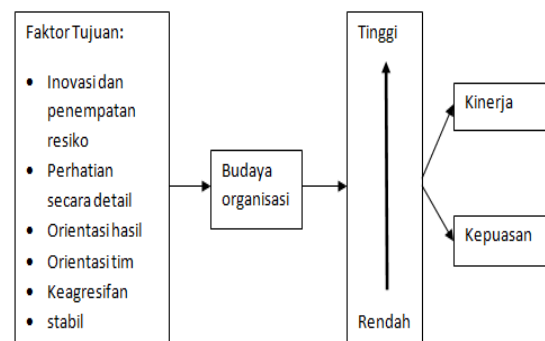 Faktor Tujuan:
• Inovasi dan
penempatan
resiko
• Perhatian
secara detail
• Orientasi hasil
• Orientasi tim
• Keagresifan
• stabil
Budaya
organisasi
Tinggi
Rendah
Kinerja
Kepuasan